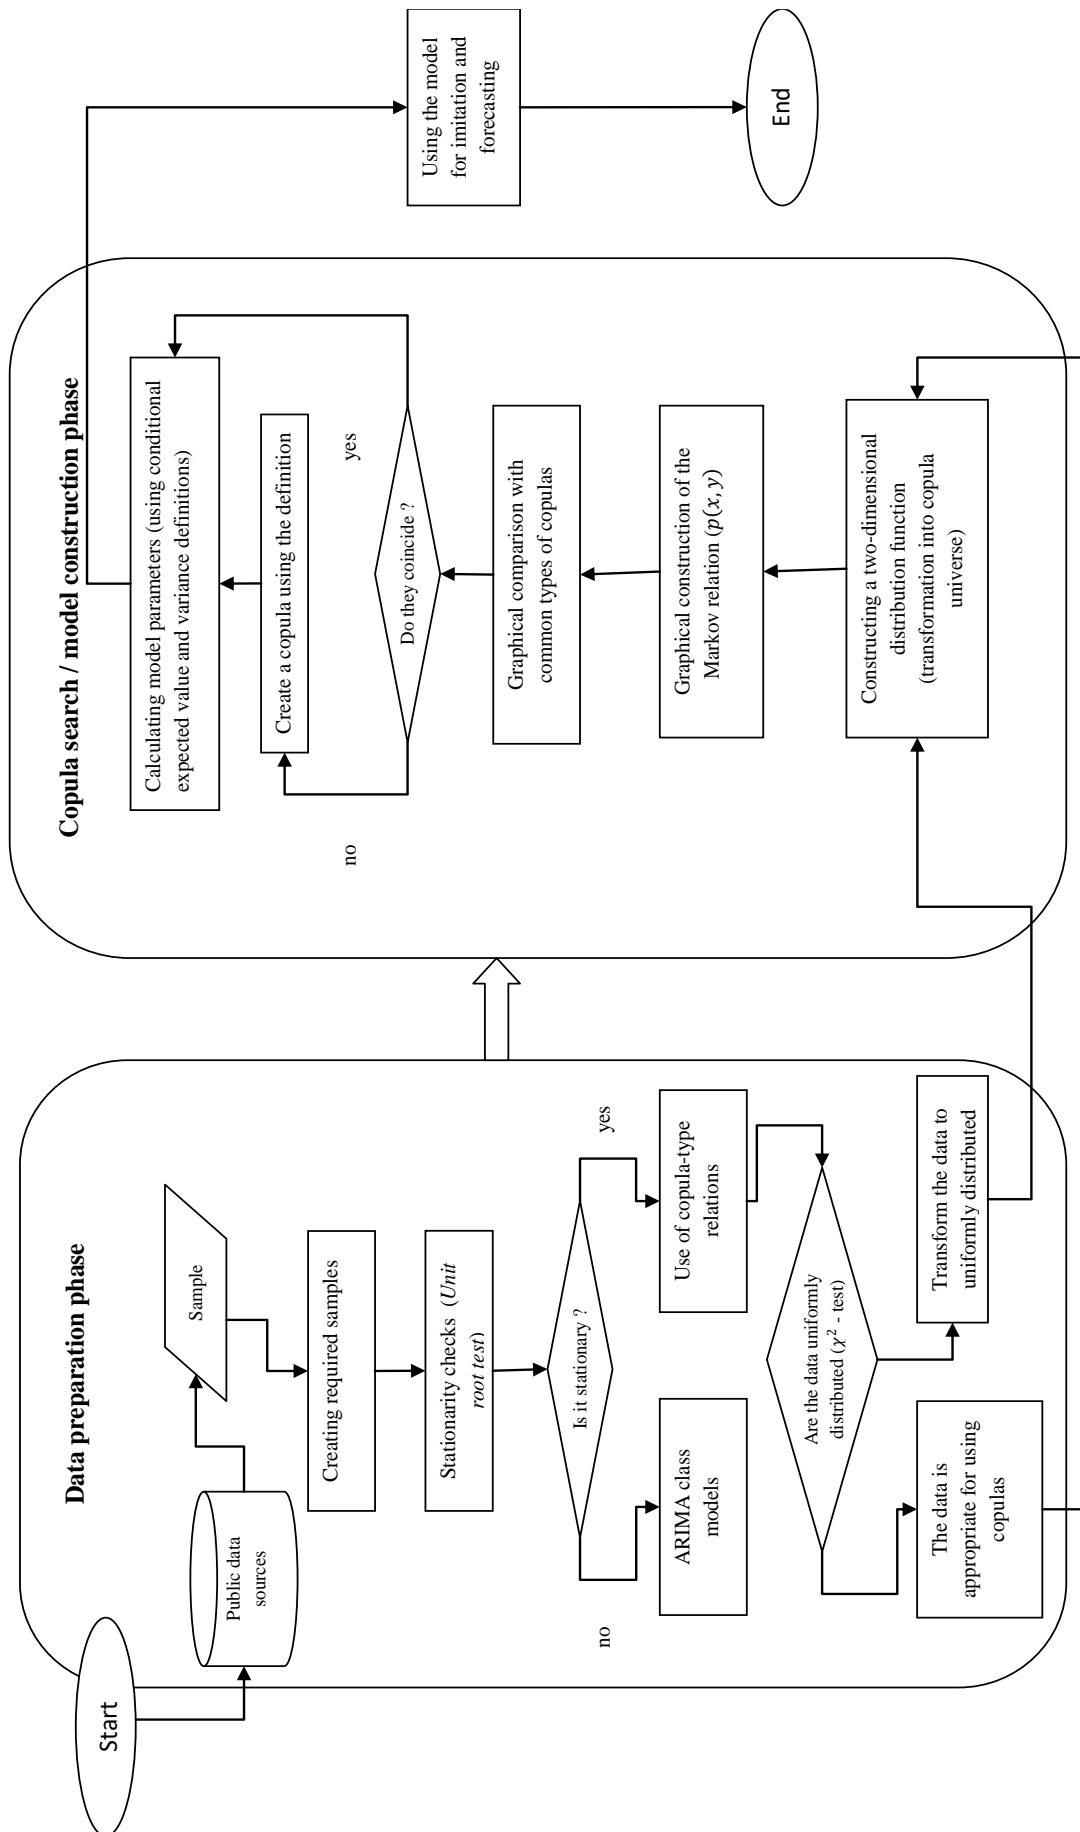 Start
Data preparation phase
Public data
sources
Sample
Creating required samples
Stationarity checks (Unit
root test)
Is it stationary ?
no
yes
ARIMA class
models
Use of copula-type
relations
Are the data uniformly
distributed (χ² - test)
The data is
appropriate for using
copulas
Transform the data to
uniformly distributed
Copula search / model construction phase
Calculating model parameters (using conditional
expected value and variance definitions)
Create a copula using the definition
no
yes
Do they coincide ?
Graphical comparison with
common types of copulas
Graphical construction of the
Markov relation (p(x, y)
Constructing a two-dimensional
distribution function
(transformation into copula
universe)
Using the model
for imitation and
forecasting
End